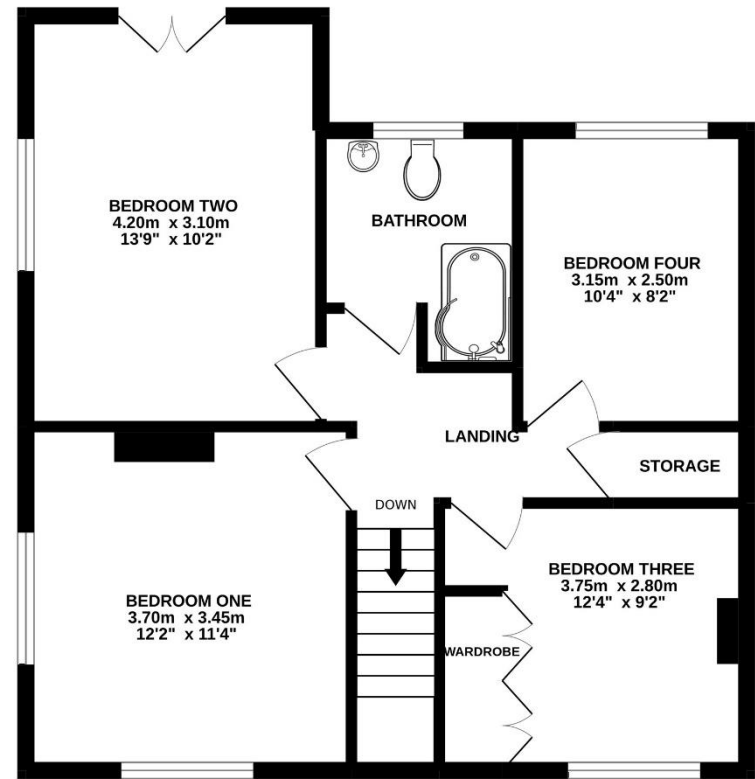 BEDROOM TWO
4.20m x 3.10m
13'9" x 10'2"
BATHROOM
BEDROOM FOUR
3.15m x 2.50m
10'4" x 8'2"
LANDING
STORAGE
DOWN
BEDROOM ONE
3.70m x 3.45m
12'2" x 11'4"
BEDROOM THREE
3.75m x 2.80m
12'4" x 9'2"
WARDROBE